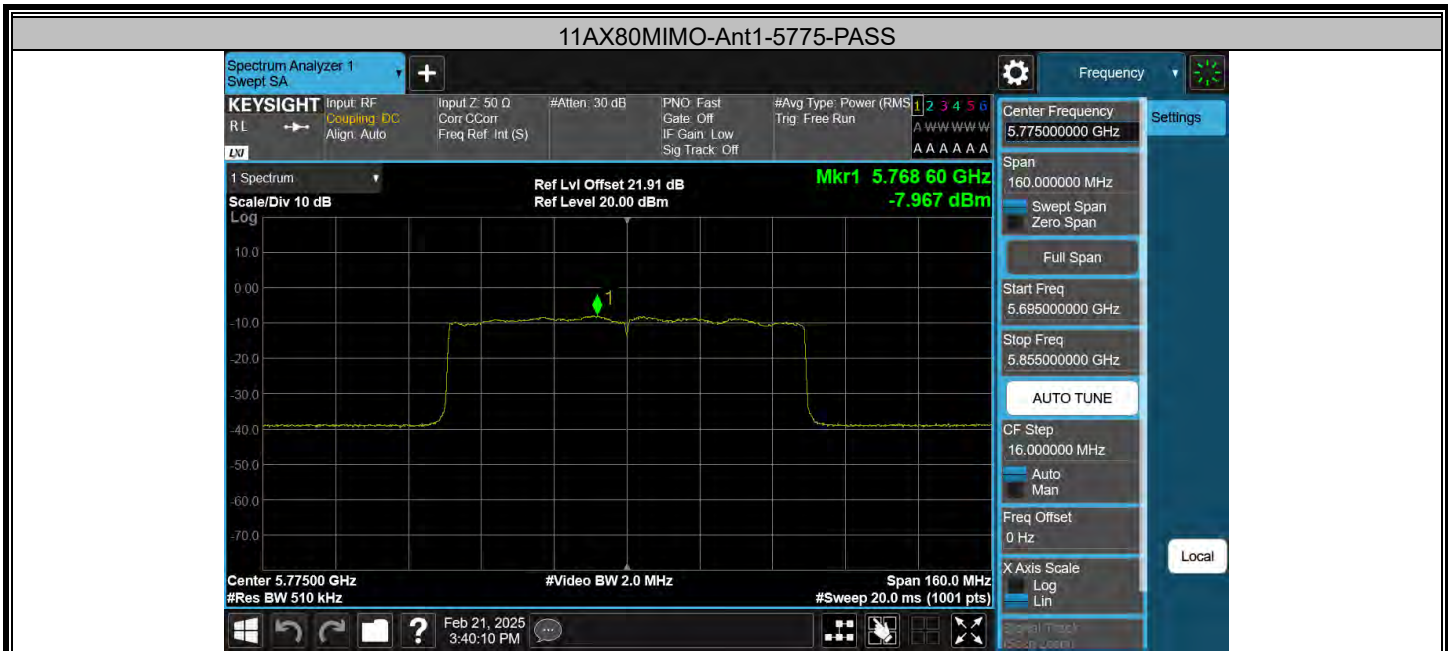 11AX80MIMO-Ant1-5775-PASS
Spectrum Analyzer 1
Swept SA
Frequency
KEYSIGHT
RL
LXI
Input: RF
Coupling: DC
Align: Auto
Input Z: 50 Ω
Corr CCorr
Freq Ref: Int (S)
#Atten: 30 dB
PNO: Fast
Gate: Off
IF Gain: Low
Sig Track: Off
#Avg Type: Power (RMS
Trig: Free Run
1 2 3 4 5 6
A W W W W W
A A A A A A
1 Spectrum
Scale/Div 10 dB
Log
Ref Lvl Offset 21.91 dB
Ref Level 20.00 dBm
Mkr1 5.768 60 GHz
-7.967 dBm
10.0
0.00
-10.0
-20.0
-30.0
-40.0
-50.0
-60.0
-70.0
1
Center 5.77500 GHz
#Res BW 510 kHz
#Video BW 2.0 MHz
Span 160.0 MHz
#Sweep 20.0 ms (1001 pts)
Center Frequency
5.775000000 GHz
Span
160.000000 MHz
Swept Span
Zero Span
Full Span
Start Freq
5.695000000 GHz
Stop Freq
5.855000000 GHz
AUTO TUNE
CF Step
16.000000 MHz
Auto
Man
Freq Offset
0 Hz
X Axis Scale
Log
Lin
Signal Track
(Span Zoom)
Settings
Local
?
Feb 21, 2025
3:40:10 PM